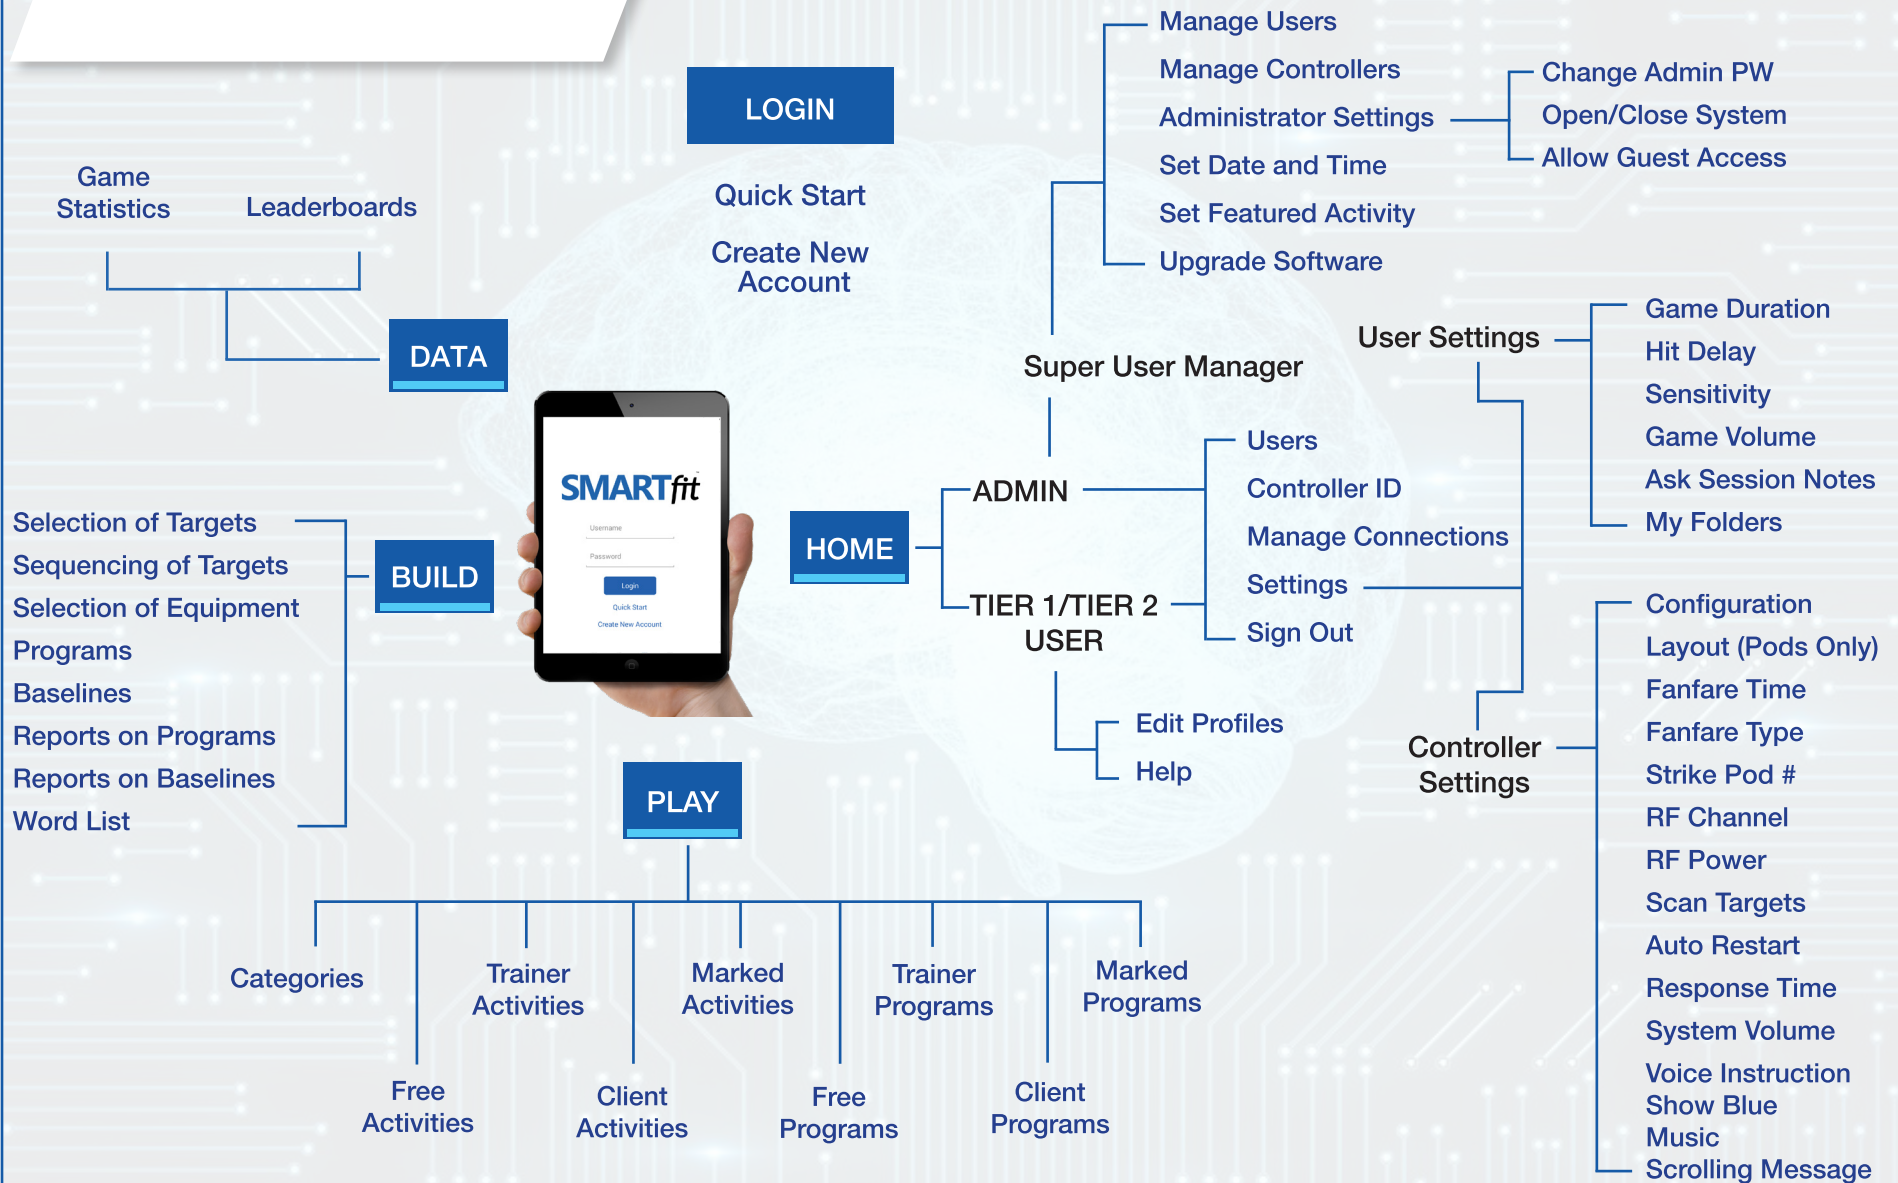 LOGIN
Quick Start
Create New
Account
Game
Statistics
Leaderboards
DATA
Manage Users
Manage Controllers
Administrator Settings
Set Date and Time
Set Featured Activity
Upgrade Software
Change Admin PW
Open/Close System
Allow Guest Access
Super User Manager
User Settings
Game Duration
Hit Delay
Sensitivity
Game Volume
Ask Session Notes
My Folders
SMARTfit™
Username
Password
Login
Quick Start
Create New Account
Selection of Targets
Sequencing of Targets
Selection of Equipment
Programs
Baselines
Reports on Programs
Reports on Baselines
Word List
BUILD
HOME
ADMIN
TIER 1/TIER 2
USER
Users
Controller ID
Manage Connections
Settings
Sign Out
Edit Profiles
Help
Controller
Settings
Configuration
Layout (Pods Only)
Fanfare Time
Fanfare Type
Strike Pod #
RF Channel
RF Power
Scan Targets
Auto Restart
Response Time
System Volume
Voice Instruction
Show Blue
Music
Scrolling Message
PLAY
Categories
Free
Activities
Trainer
Activities
Client
Activities
Marked
Activities
Free
Programs
Trainer
Programs
Client
Programs
Marked
Programs